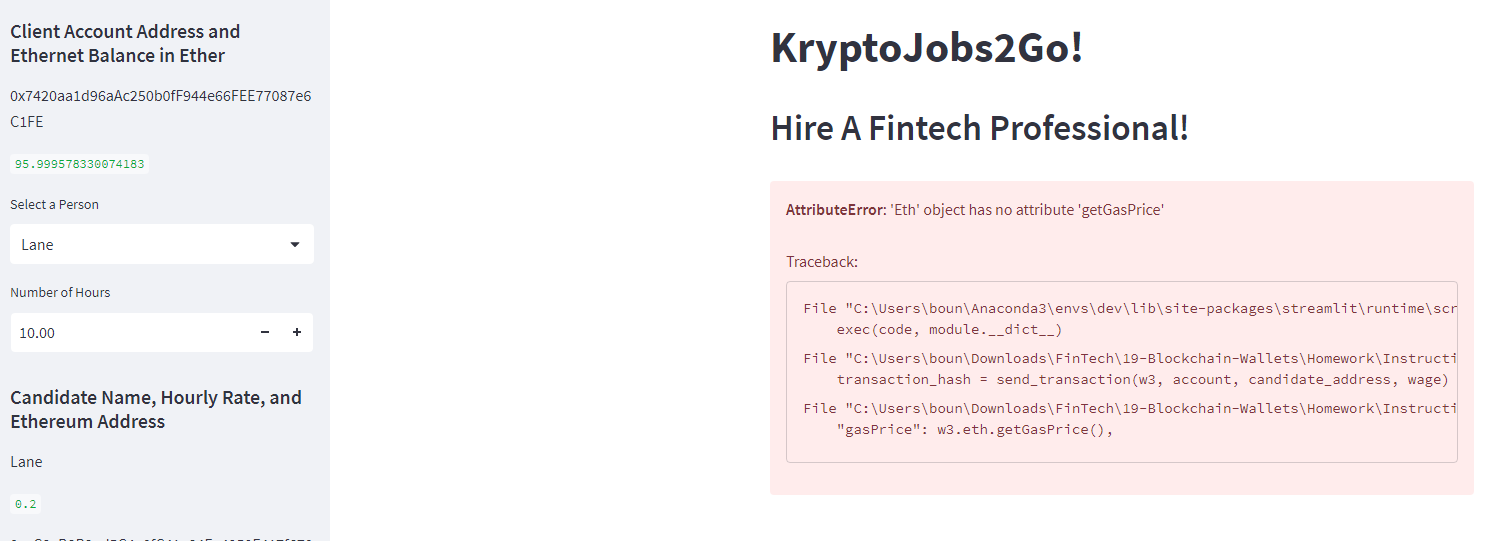 Client Account Address and
Ethernet Balance in Ether
0x7420aa1d96aAc250b0fF944e66FEE77087e6
C1FE
95.999578330074183
Select a Person
Lane
Number of Hours
10.00
Candidate Name, Hourly Rate, and
Ethereum Address
Lane
0.2
KryptoJobs2Go!
Hire A Fintech Professional!
AttributeError: 'Eth' object has no attribute 'getGasPrice'
Traceback:
File "C:\Users\boun\Anaconda3\envs\dev\lib\site-packages\streamlit\runtime\scr
exec(code, module.__dict__)
File "C:\Users\boun\Downloads\FinTech\19-Blockchain-Wallets\Homework\Instructi
transaction_hash = send_transaction(w3, account, candidate_address, wage)
File "C:\Users\boun\Downloads\FinTech\19-Blockchain-Wallets\Homework\Instructi
"gasPrice": w3.eth.getGasPrice(),